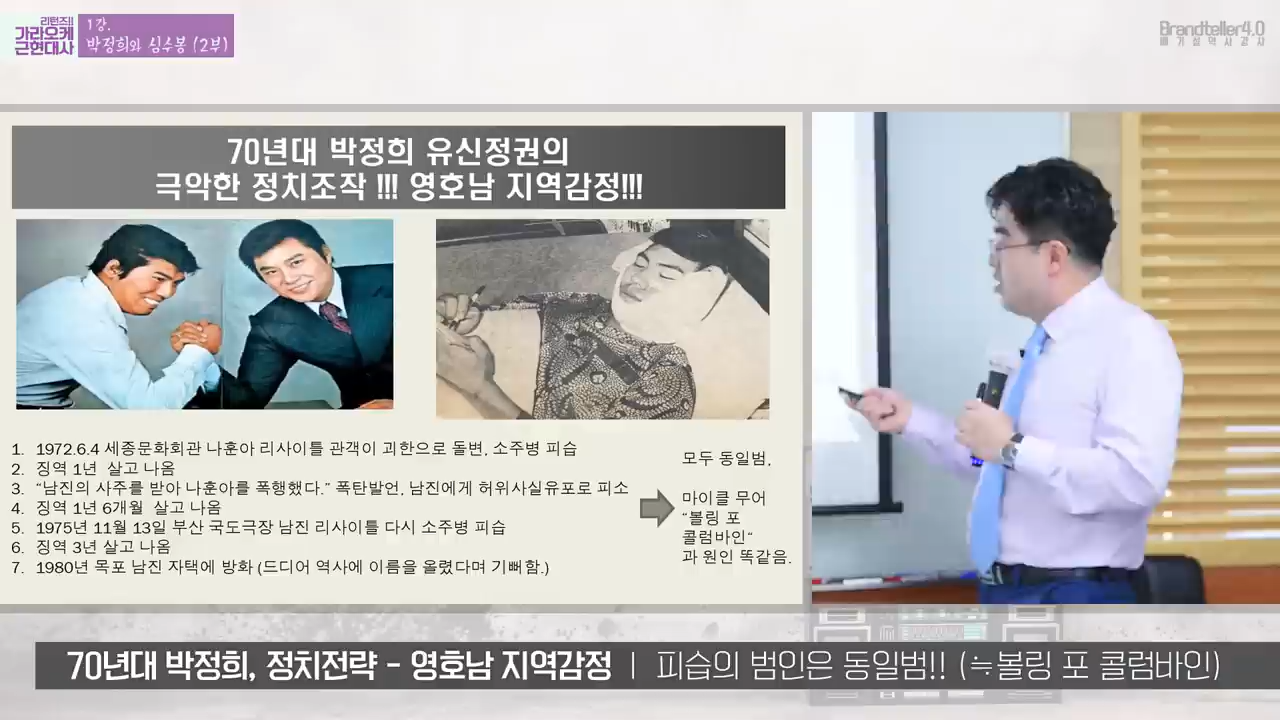 리턴즈!!
가라오케
근현대사
1강.
박정희와 심수봉 (2부)
Brandteller4.0
배기성역사강사
70년대 박정희 유신정권의
극악한 정치조작 !!! 영호남 지역감정!!!
1. 1972.6.4 세종문화회관 나훈아 리사이틀 관객이 괴한으로 돌변, 소주병 피습
2. 징역 1년 살고 나옴
3. “남진의 사주를 받아 나훈아를 폭행했다.” 폭탄발언, 남진에게 허위사실유포로 피소
4. 징역 1년 6개월 살고 나옴
5. 1975년 11월 13일 부산 국도극장 남진 리사이틀 다시 소주병 피습
6. 징역 3년 살고 나옴
7. 1980년 목포 남진 자택에 방화 (드디어 역사에 이름을 올렸다며 기뻐함.)
모두 동일범,
마이클 무어
“볼링 포
콜럼바인“
과 원인 똑같음.
70년대 박정희, 정치전략 - 영호남 지역감정 | 피습의 범인은 동일범!! (≒볼링 포 콜럼바인)